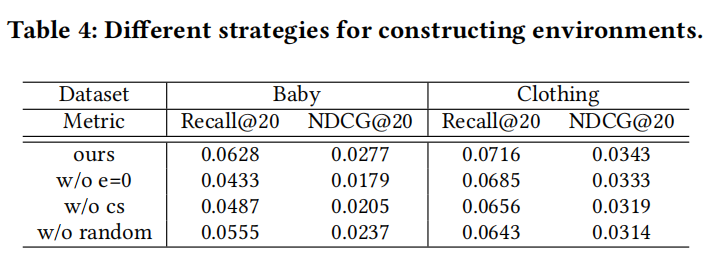 Table 4: Different strategies for constructing environments.
Dataset Baby Clothing
Metric Recall@20 NDCG@20 Recall@20 NDCG@20
ours 0.0628 0.0277 0.0716 0.0343
w/o e=0 0.0433 0.0179 0.0685 0.0333
w/o cs 0.0487 0.0205 0.0656 0.0319
w/o random 0.0555 0.0237 0.0643 0.0314